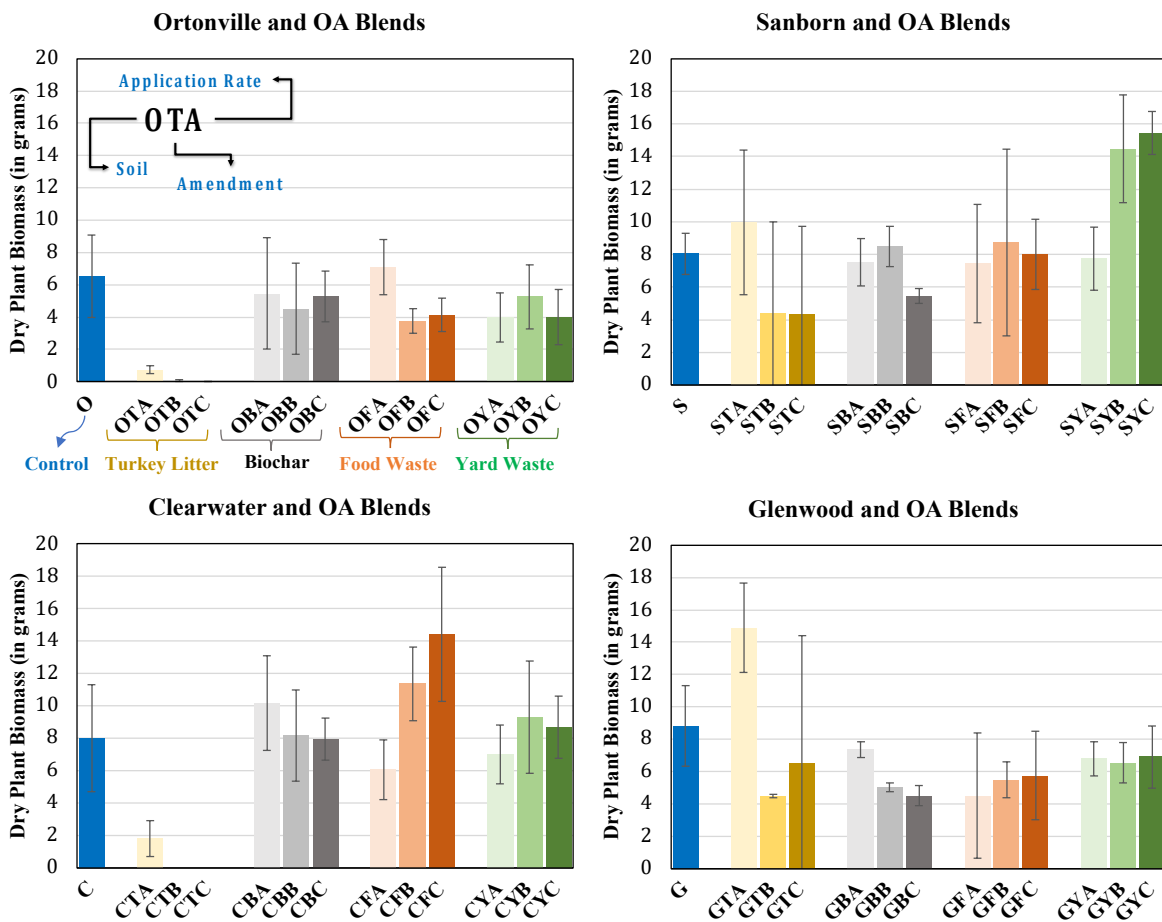 Ortonville and OA Blends
Dry Plant Biomass (in grams)
20
18
16
14
12
10
8
6
4
2
0
Application Rate
OTA
Soil
Amendment
O
OTA
OTB
OTC
OBA
OBB
OBC
OFA
OFB
OFC
OYA
OYB
OYC
Control
Turkey Litter
Biochar
Food Waste
Yard Waste
Sanborn and OA Blends
Dry Plant Biomass (in grams)
20
18
16
14
12
10
8
6
4
2
0
S
STA
STB
STC
SBA
SBB
SBC
SFA
SFB
SFC
SYA
SYB
SYC
Clearwater and OA Blends
Dry Plant Biomass (in grams)
20
18
16
14
12
10
8
6
4
2
0
C
CTA
CTB
CTC
CBA
CBB
CBC
CFA
CFB
CFC
CYA
CYB
CYC
Glenwood and OA Blends
Dry Plant Biomass (in grams)
20
18
16
14
12
10
8
6
4
2
0
G
GTA
GTB
GTC
GBA
GBB
GBC
GFA
GFB
GFC
GYA
GYB
GYC